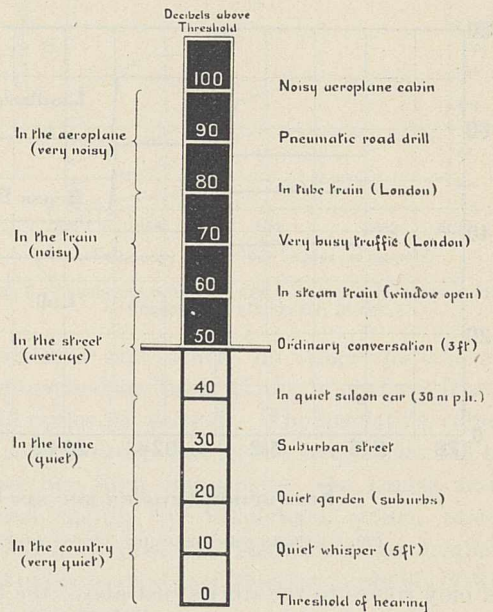 Decibels above
Threshold
100
Noisy aeroplane cabin
In the aeroplane
(very noisy)
90
Pneumatic road drill
80
In tube train (London)
In the train
(noisy)
70
Very busy traffic (London)
60
In steam train (window open)
In the street
(average)
50
Ordinary conversation (3ft)
40
In quiet saloon car (30 m.p.h.)
In the home
(quiet)
30
Suburban street
20
Quiet garden (suburbs)
In the country
(very quiet)
10
Quiet whisper (5ft)
0
Threshold of hearing